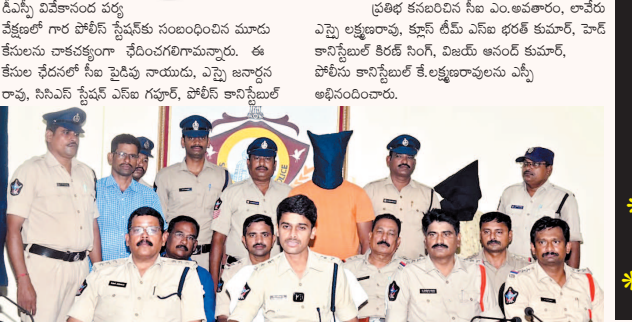 డీఎస్పీ వివేకానంద పర్య
వేక్షణలో గార పోలీస్ స్టేషన్‌కు సంబంధించిన మూడు
కేసులను చాకచక్యంగా ఛేదించగలిగామన్నారు. ఈ
కేసుల ఛేదనలో సీఐ పైడిపు నాయుడు, ఎస్సై జనార్దన
రావు, సిసిఎస్ స్టేషన్ ఎస్ఐ గఫూర్, పోలీస్ కానిస్టేబుల్
ప్రతిభ కనబరిచిన సీఐ ఎం.అవతారం, లావేరు
ఎస్సై లక్ష్మణరావు, క్లూస్ టీమ్ ఎస్ఐ భరత్ కుమార్, హెడ్
కానిస్టేబుల్ కిరణ్ సింగ్, విజయ్ ఆనంద్ కుమార్,
పోలీసు కానిస్టేబుల్ కే.లక్ష్మణరావులను ఎస్పీ
అభినందించారు.